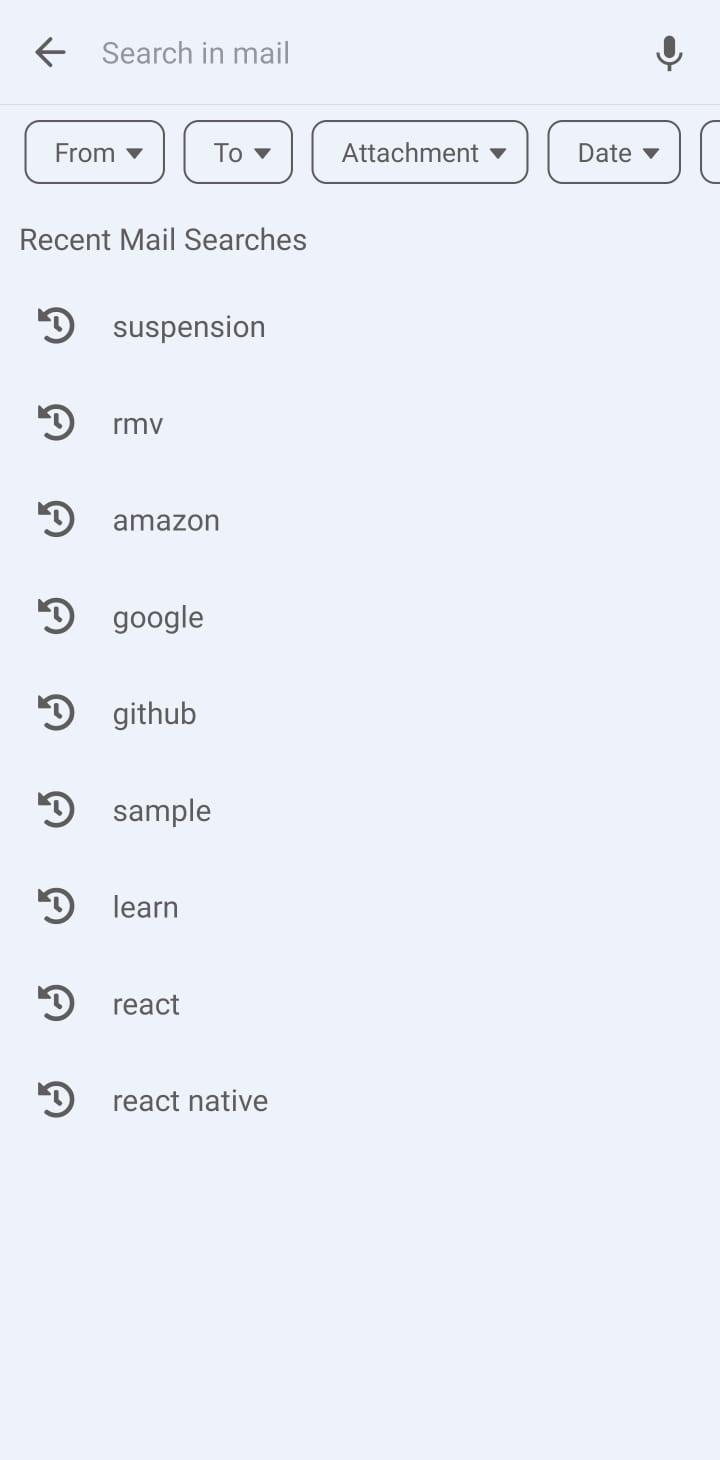 Search in mail
From To Attachment Date
Recent Mail Searches
suspension
rmv
amazon
google
github
sample
learn
react
react native